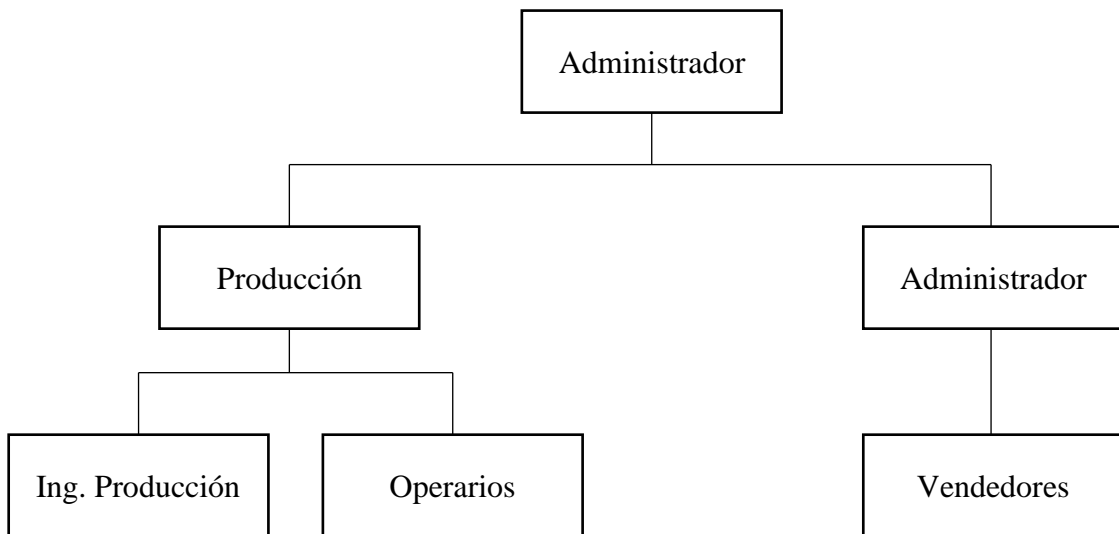 Administrador
Producción
Administrador
Ing. Producción
Operarios
Vendedores